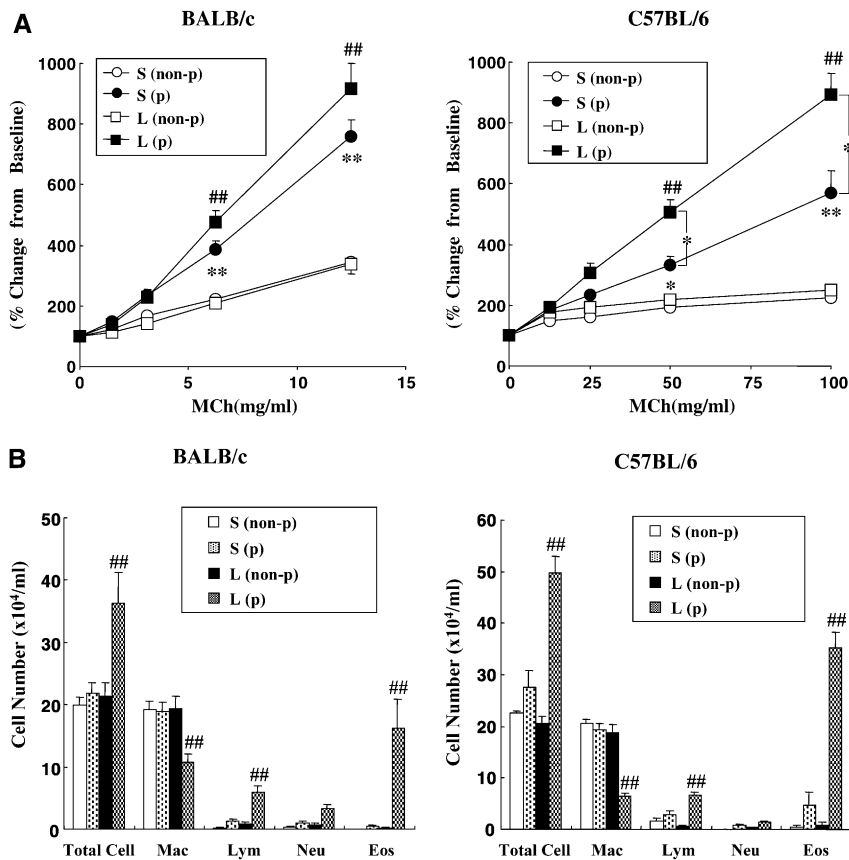 A
BALB/c
C57BL/6
(% Change from Baseline)
1000
800
600
400
200
0
S (non-p)
S (p)
L (non-p)
L (p)
##
##
**
**
0
5
10
15
MCh(mg/ml)
(% Change from Baseline)
1000
800
600
400
200
0
S (non-p)
S (p)
L (non-p)
L (p)
##
##
*
*
*
**
0
25
50
75
100
MCh(mg/ml)
B
BALB/c
C57BL/6
Cell Number (x10⁴/ml)
50
40
30
20
10
0
S (non-p)
S (p)
L (non-p)
L (p)
##
##
##
##
Total Cell
Mac
Lym
Neu
Eos
Cell Number (x10⁴/ml)
60
50
40
30
20
10
0
S (non-p)
S (p)
L (non-p)
L (p)
##
##
##
##
Total Cell
Mac
Lym
Neu
Eos